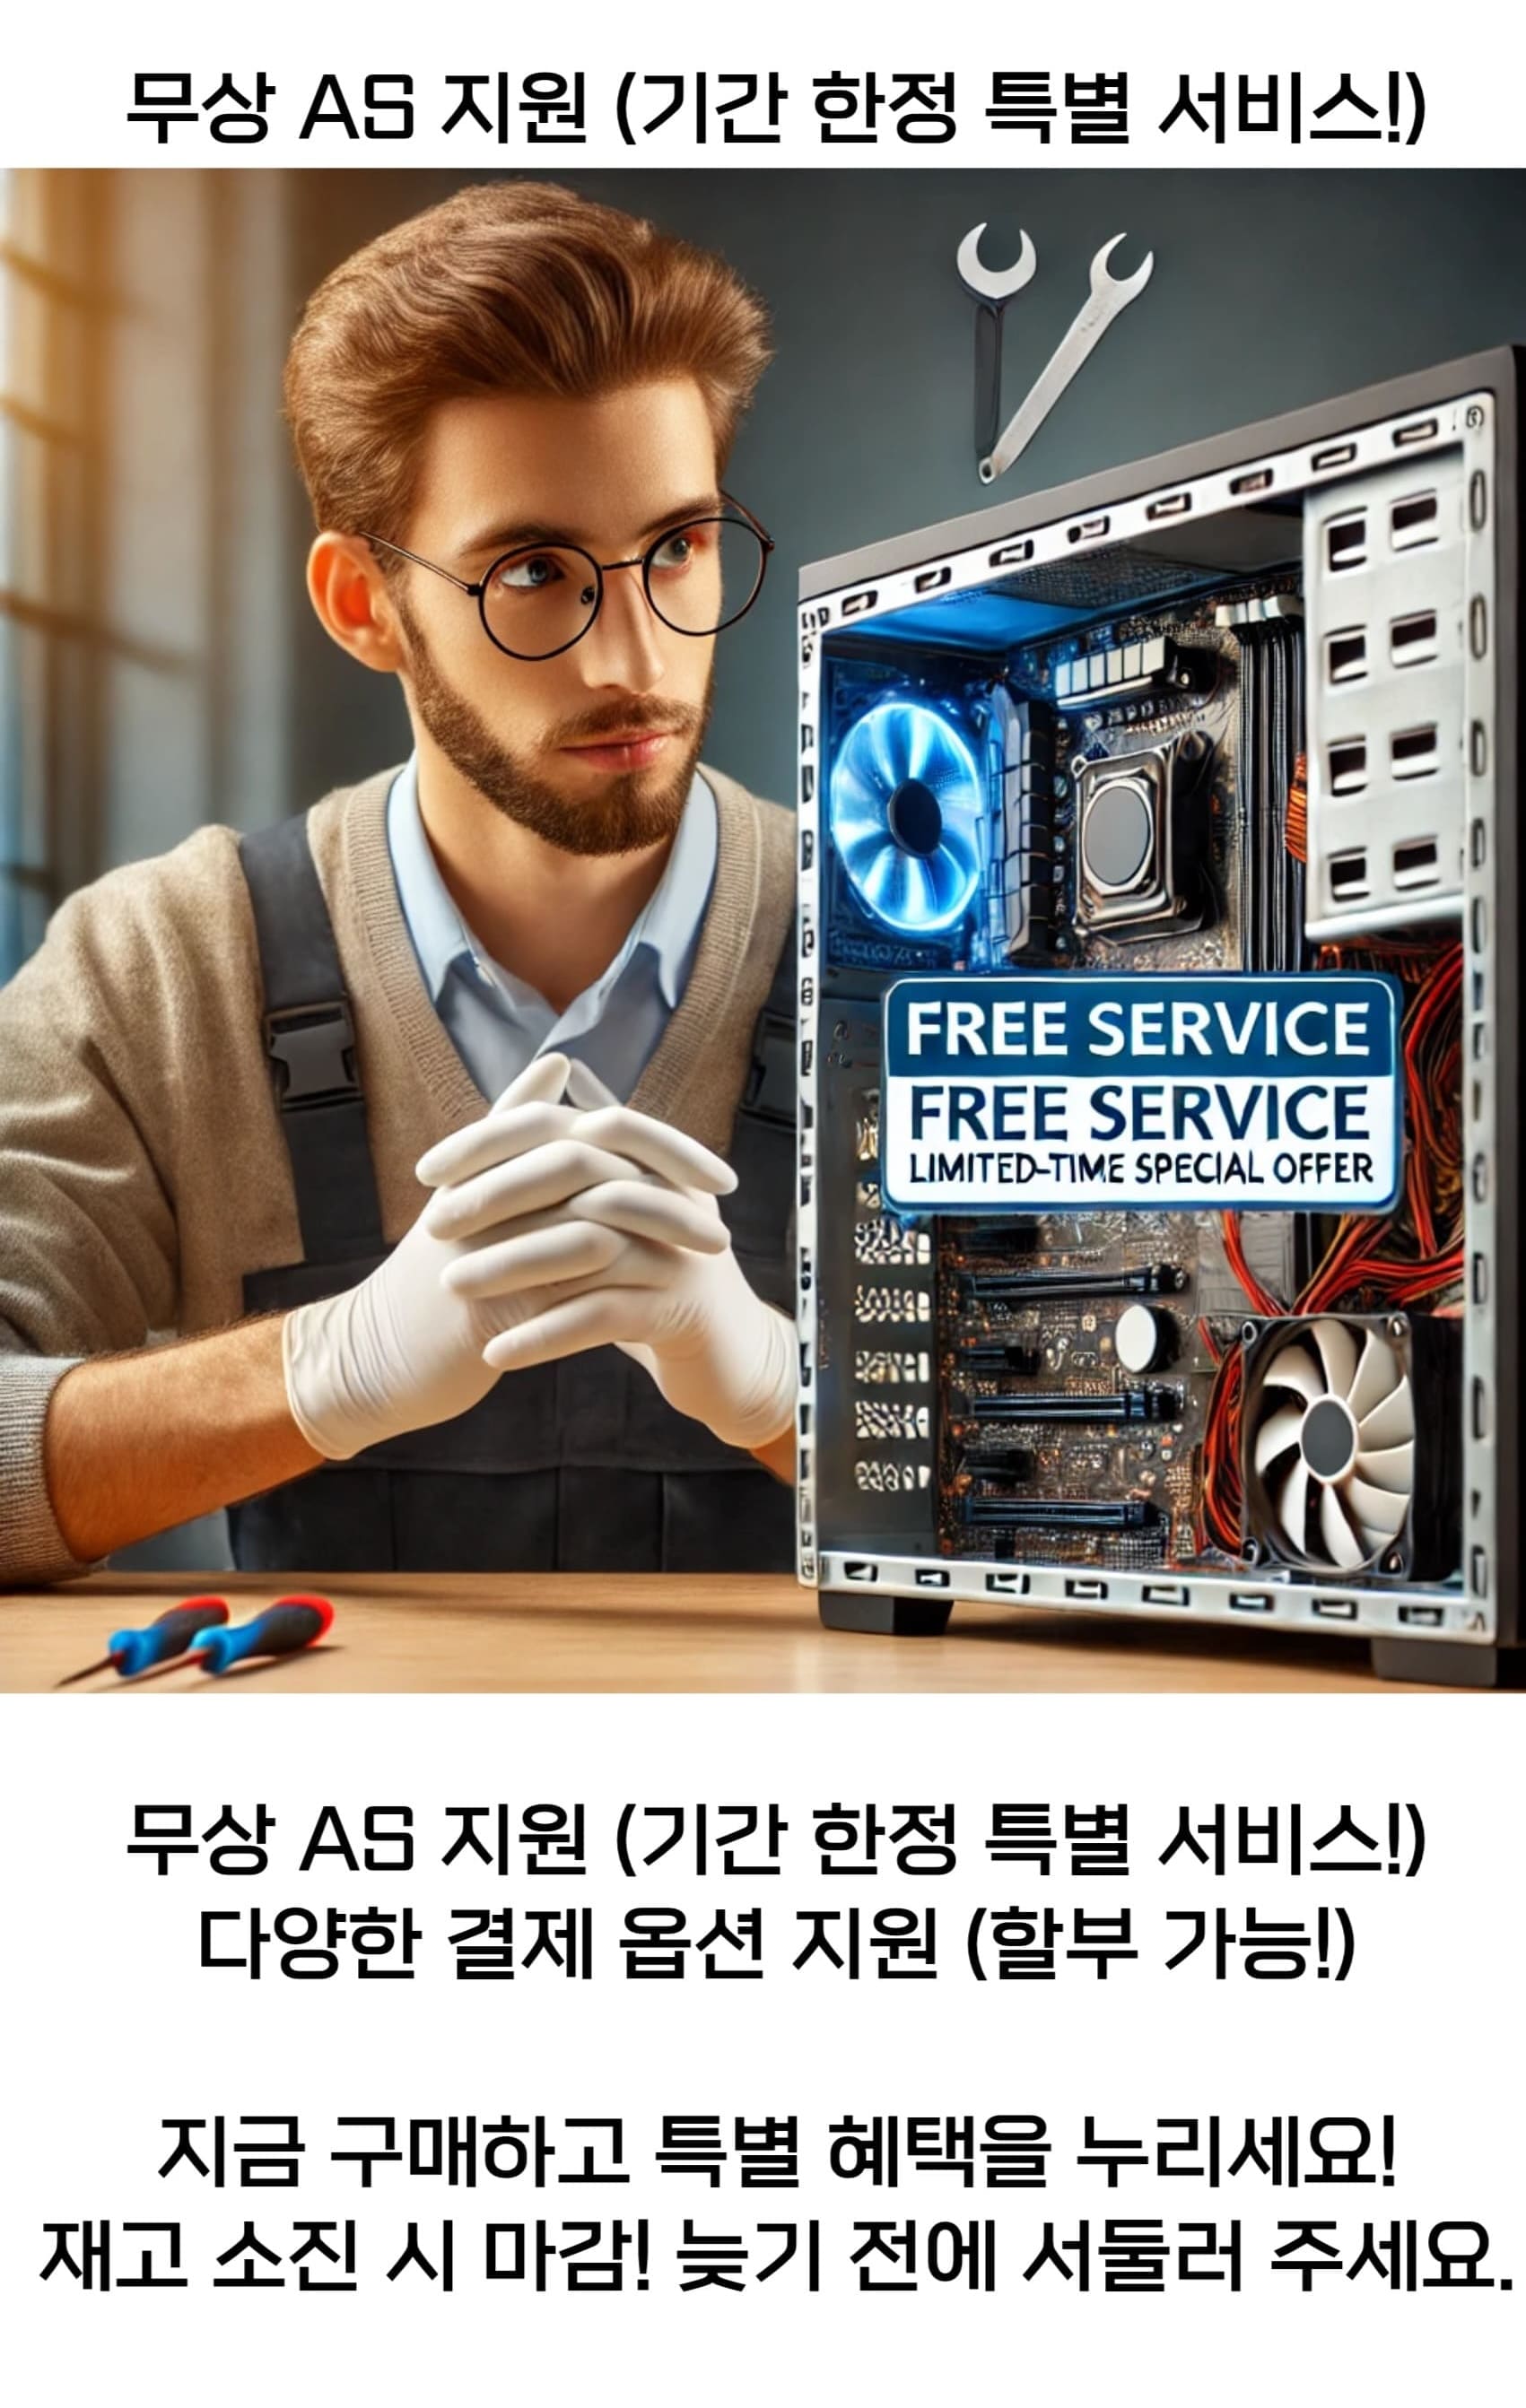 무상 AS 지원 (기간 한정 특별 서비스!)
FREE SERVICE
FREE SERVICE
LIMITED-TIME SPECIAL OFFER
무상 AS 지원 (기간 한정 특별 서비스!)
다양한 결제 옵션 지원 (할부 가능!)
지금 구매하고 특별 혜택을 누리세요!
재고 소진 시 마감! 늦기 전에 서둘러 주세요.